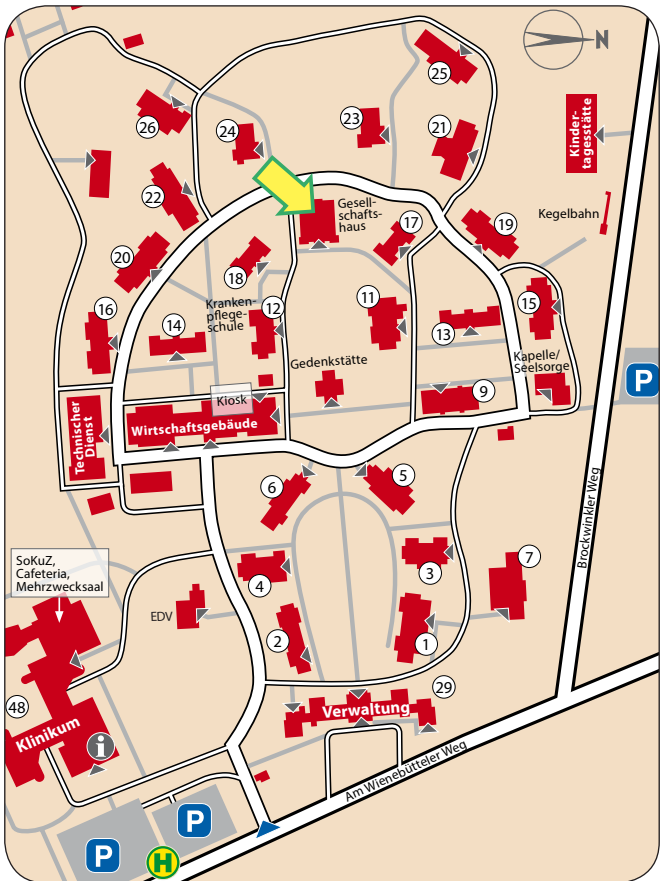 25
N
26
24
23
21
Kinder-
tagesstätte
22
Gesell-
schafts-
haus
17
19
Kegelbahn
20
18
16
Kranken-
pflege-
schule
12
11
15
14
13
Gedenkstätte
Kapelle/
Seelsorge
P
9
Kiosk
Wirtschaftsgebäude
Technischer
Dienst
6
5
Brockwinkler Weg
SoKuZ,
Cafeteria,
Mehrzwecksaal
4
3
7
EDV
2
1
29
48
Verwaltung
Klinikum
i
Am Wienebütteler Weg
P
P
H